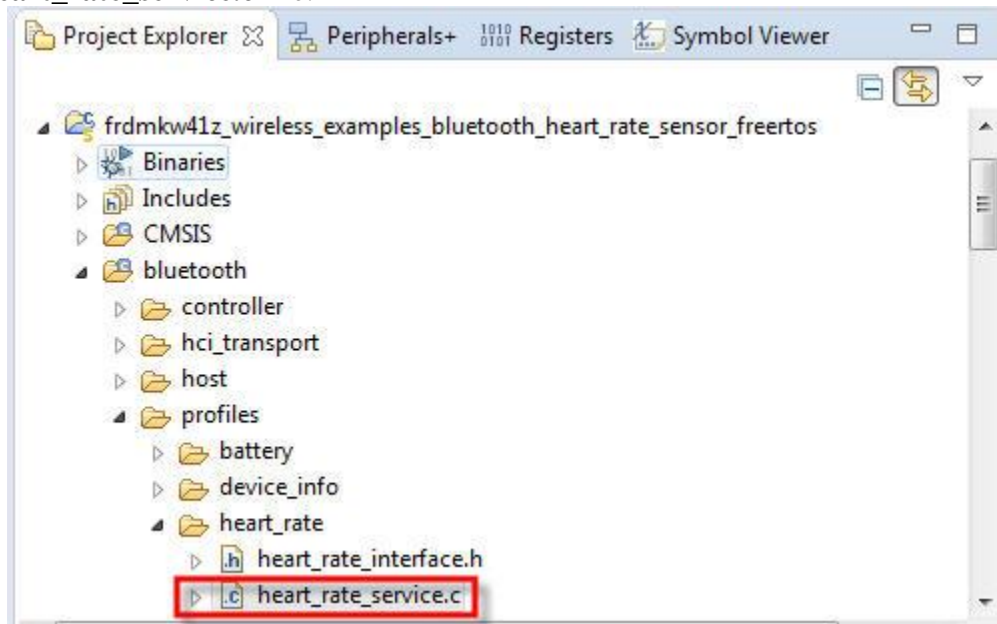 Project Explorer Peripherals+ Registers Symbol Viewer
frdmkw41z_wireless_examples_bluetooth_heart_rate_sensor_freertos
Binaries
Includes
CMSIS
bluetooth
controller
hci_transport
host
profiles
battery
device_info
heart_rate
heart_rate_interface.h
heart_rate_service.c